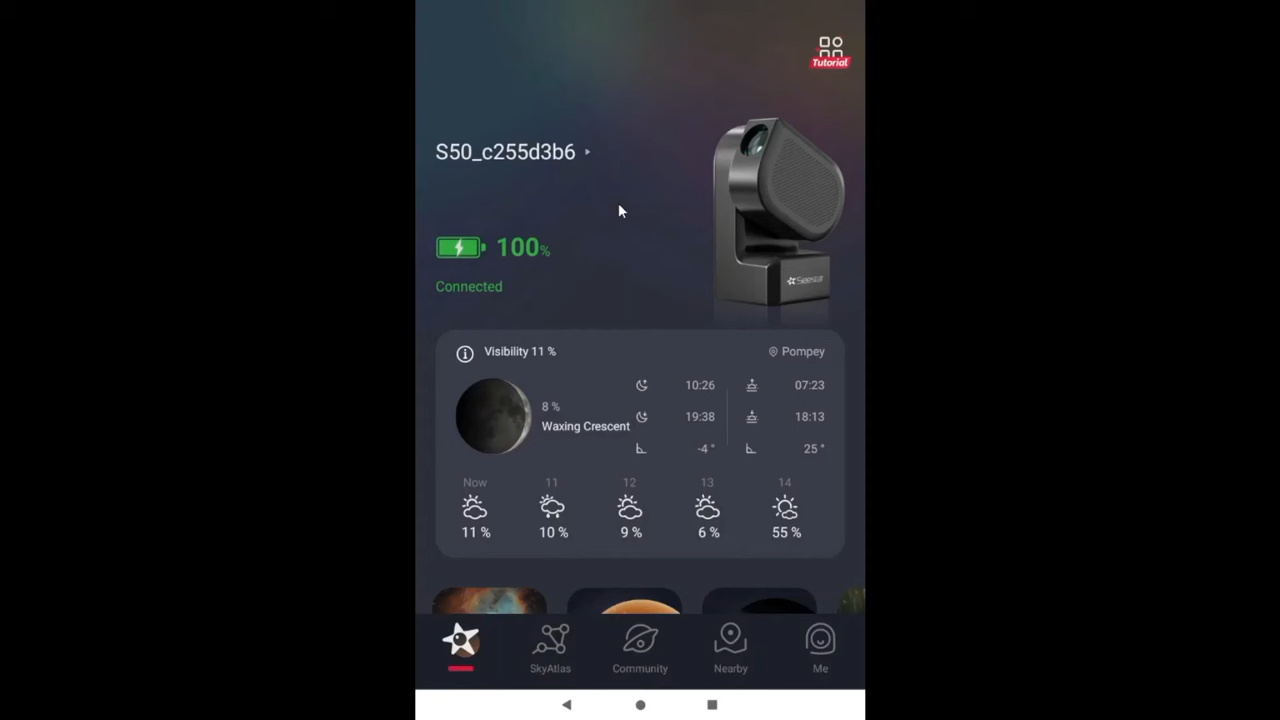 Tutorial
S50_c255d3b6
100%
Connected
Seestar
Visibility 11 %
Pompey
8 %
Waxing Crescent
10:26
07:23
19:38
18:13
-4 °
25 °
Now 11 12 13 14
11 % 10 % 9 % 6 % 55 %
SkyAtlas Community Nearby Me